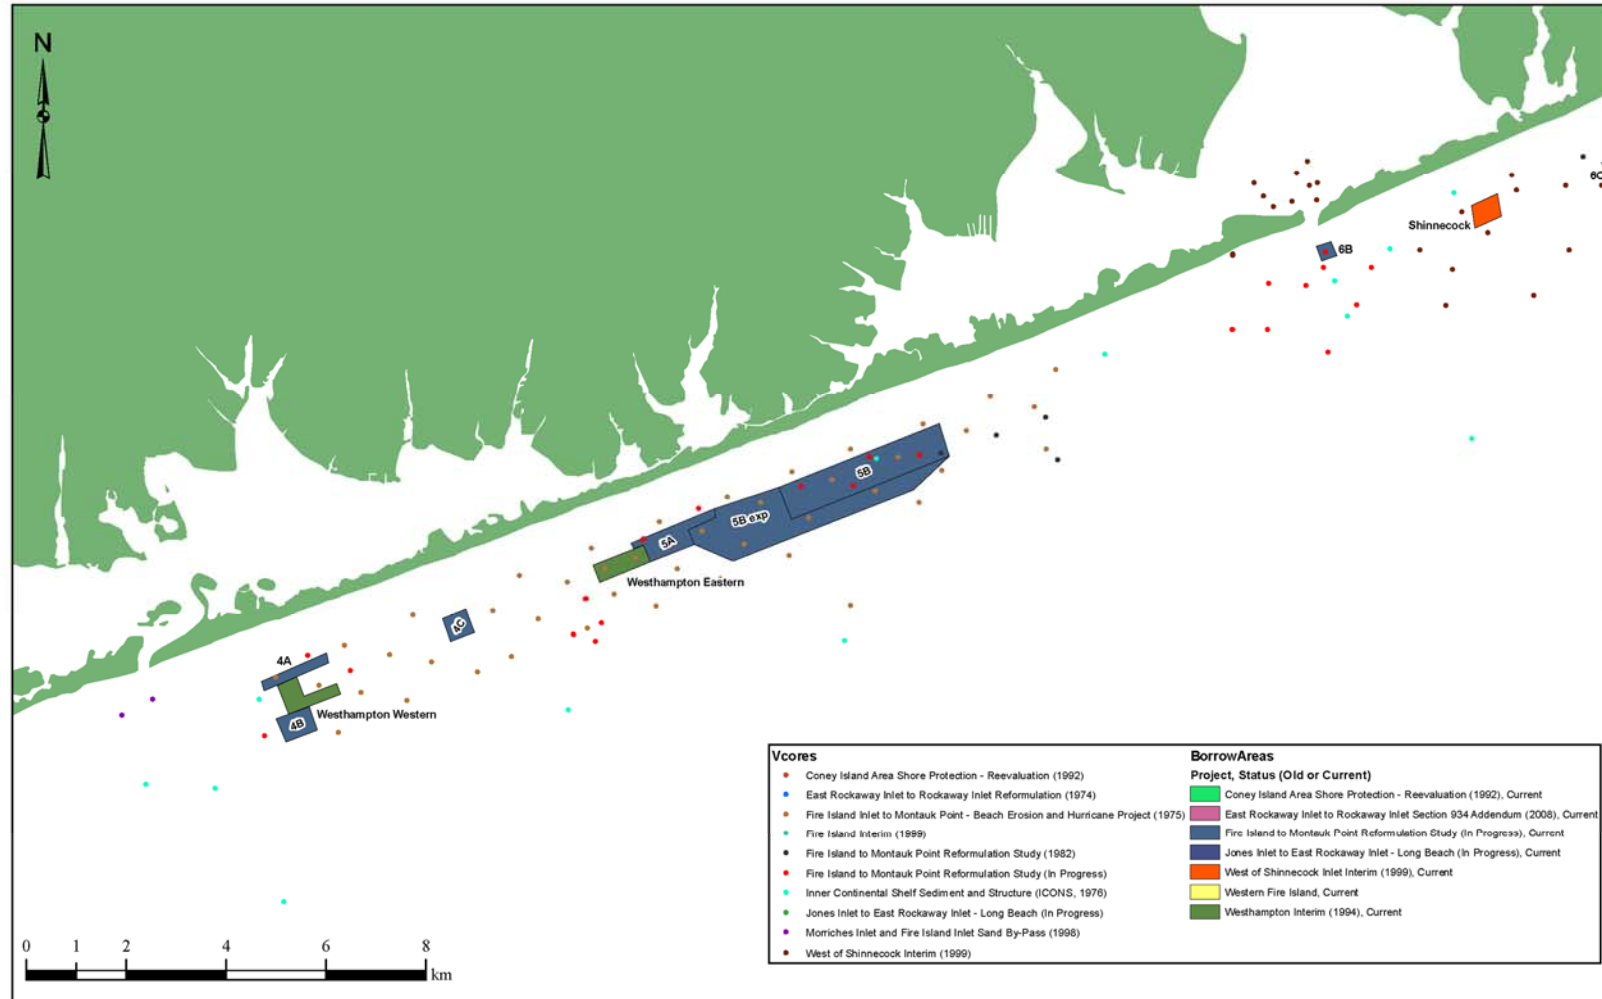 N
6C
Shinnecock
6B
5B
5B exp
5A
Westhampton Eastern
4C
4A
Westhampton Western
4B
Vcores
Coney Island Area Shore Protection - Reevaluation (1992)
East Rockaway Inlet to Rockaway Inlet Reformulation (1974)
Fire Island Inlet to Montauk Point - Beach Erosion and Hurricane Project (1975)
Fire Island Interim (1999)
Fire Island to Montauk Point Reformulation Study (1982)
Fire Island to Montauk Point Reformulation Study (In Progress)
Inner Continental Shelf Sediment and Structure (ICONS, 1976)
Jones Inlet to East Rockaway Inlet - Long Beach (In Progress)
Morriches Inlet and Fire Island Inlet Sand By-Pass (1998)
West of Shinnecock Interim (1999)
BorrowAreas
Project, Status (Old or Current)
Coney Island Area Shore Protection - Reevaluation (1992), Current
East Rockaway Inlet to Rockaway Inlet Section 934 Addendum (2008), Current
Fire Island to Montauk Point Reformulation Study (In Progress), Current
Jones Inlet to East Rockaway Inlet - Long Beach (In Progress), Current
West of Shinnecock Inlet Interim (1999), Current
Western Fire Island, Current
Westhampton Interim (1994), Current
0 1 2 4 6 8
km